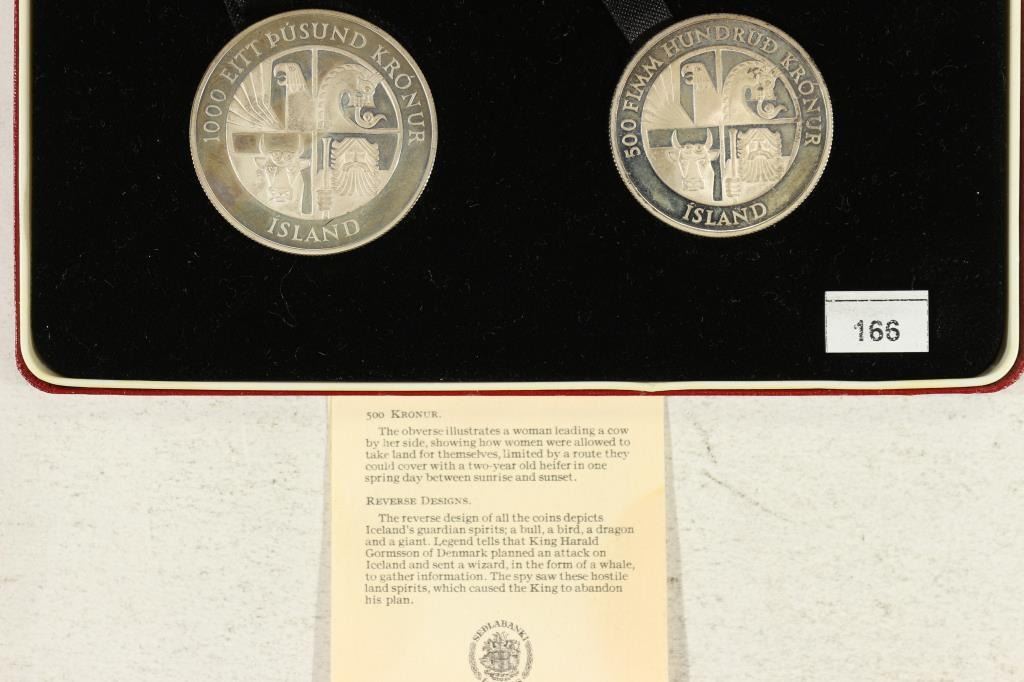 1000 EITT ÞÚSUND KRÓNUR
ÍSLAND
500 FIMM HUNDRUÐ KRÓNUR
ÍSLAND
166
500 KRONUR.
The obverse illustrates a woman leading a cow
by her side, showing how women were allowed to
take land for themselves, limited by a route they
could cover with a two-year old heifer in one
spring day between sunrise and sunset.
REVERSE DESIGNS.
The reverse design of all the coins depicts
Iceland's guardian spirits; a bull, a bird, a dragon
and a giant. Legend tells that King Harald
Gormsson of Denmark planned an attack on
Iceland and sent a wizard, in the form of a whale,
to gather information. The spy saw these hostile
land spirits, which caused the King to abandon
his plan.
SEÐLABANKI